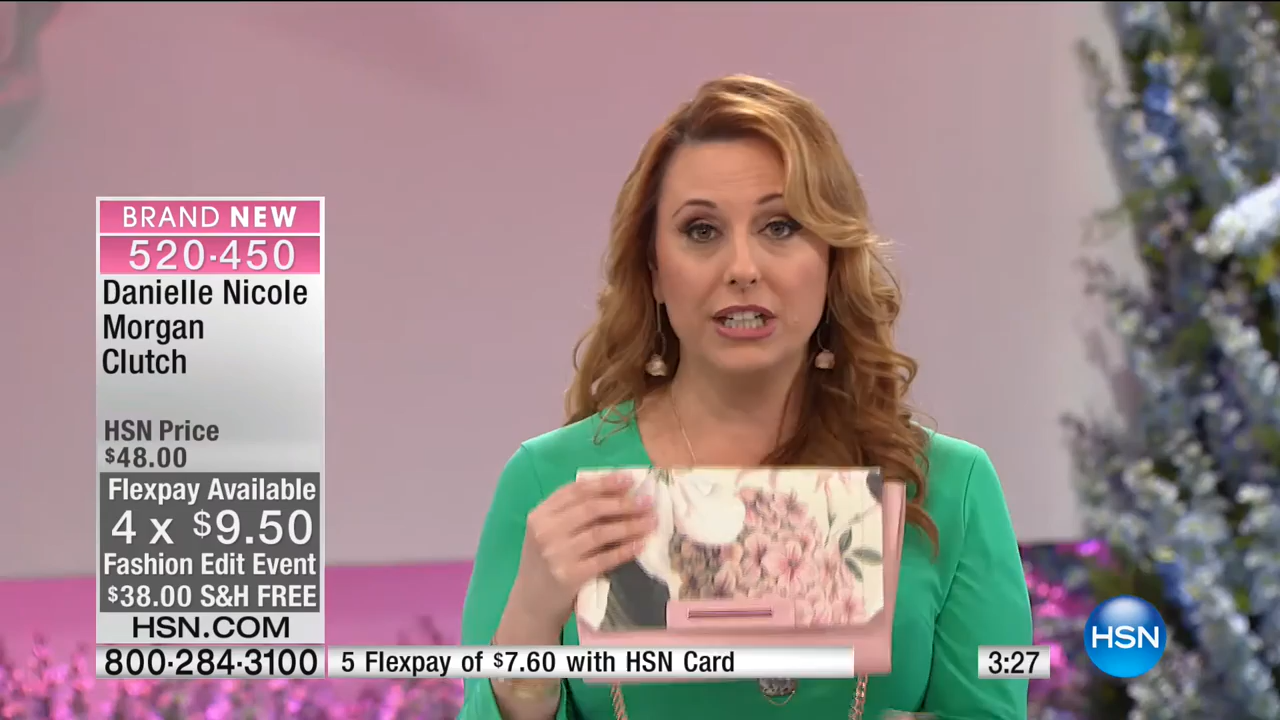 BRAND NEW
520·450
Danielle Nicole
Morgan
Clutch
HSN Price
$48.00
Flexpay Available
4 x $9.50
Fashion Edit Event
$38.00 S&H FREE
HSN.COM
800·284·3100
5 Flexpay of $7.60 with HSN Card
3:27
HSN